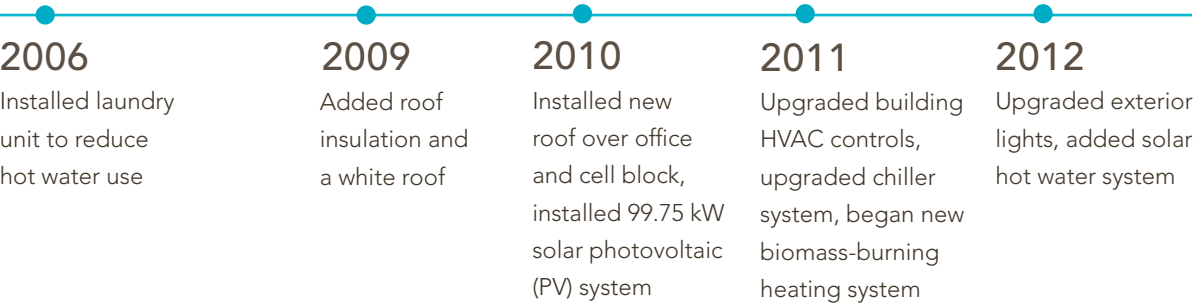 2006
Installed laundry
unit to reduce
hot water use
2009
Added roof
insulation and
a white roof
2010
Installed new
roof over office
and cell block,
installed 99.75 kW
solar photovoltaic
(PV) system
2011
Upgraded building
HVAC controls,
upgraded chiller
system, began new
biomass-burning
heating system
2012
Upgraded exterior
lights, added solar
hot water system